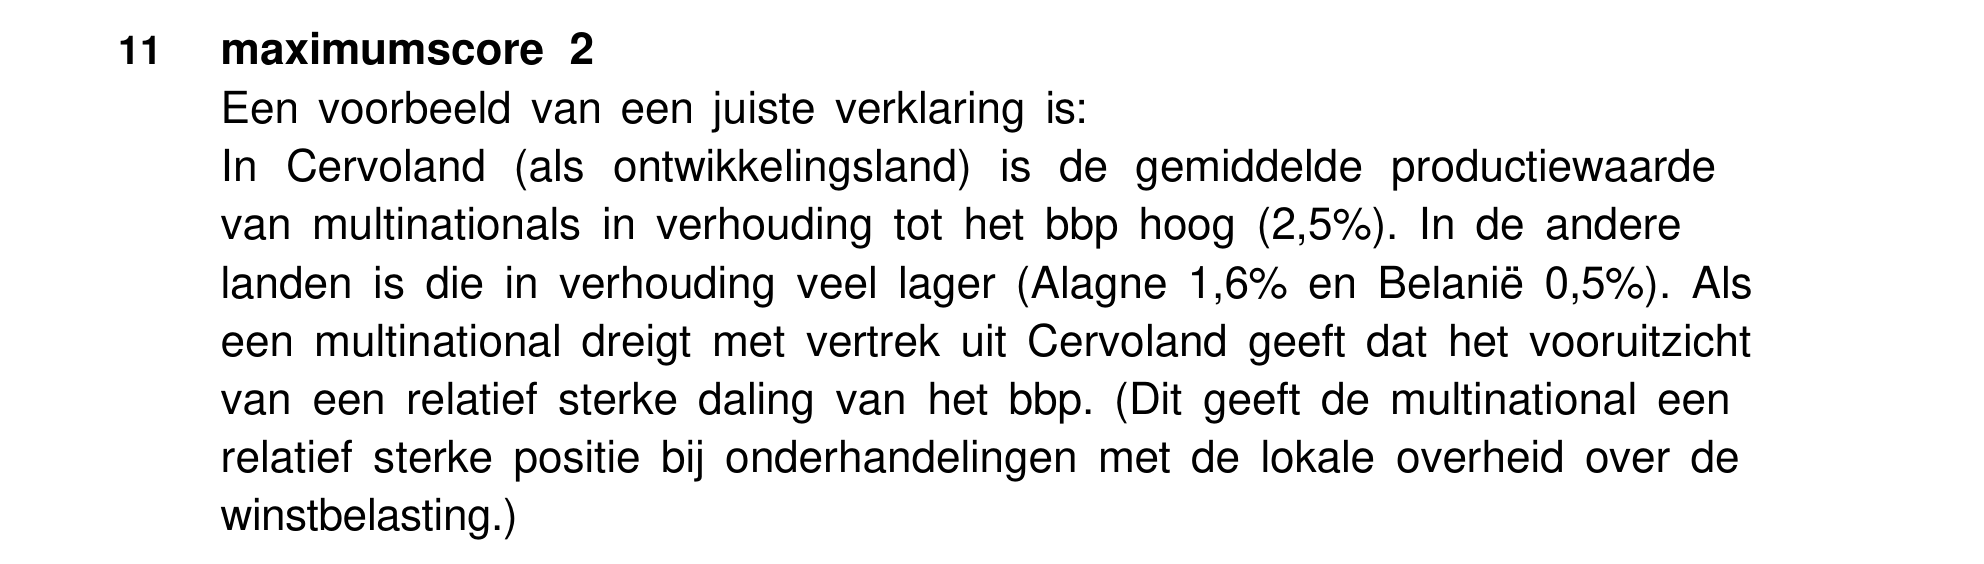 11 maximumscore 2
Een voorbeeld van een juiste verklaring is:
In Cervoland (als ontwikkelingsland) is de gemiddelde productiewaarde
van multinationals in verhouding tot het bbp hoog (2,5%). In de andere
landen is die in verhouding veel lager (Alagne 1,6% en Belanië 0,5%). Als
een multinational dreigt met vertrek uit Cervoland geeft dat het vooruitzicht
van een relatief sterke daling van het bbp. (Dit geeft de multinational een
relatief sterke positie bij onderhandelingen met de lokale overheid over de
winstbelasting.)